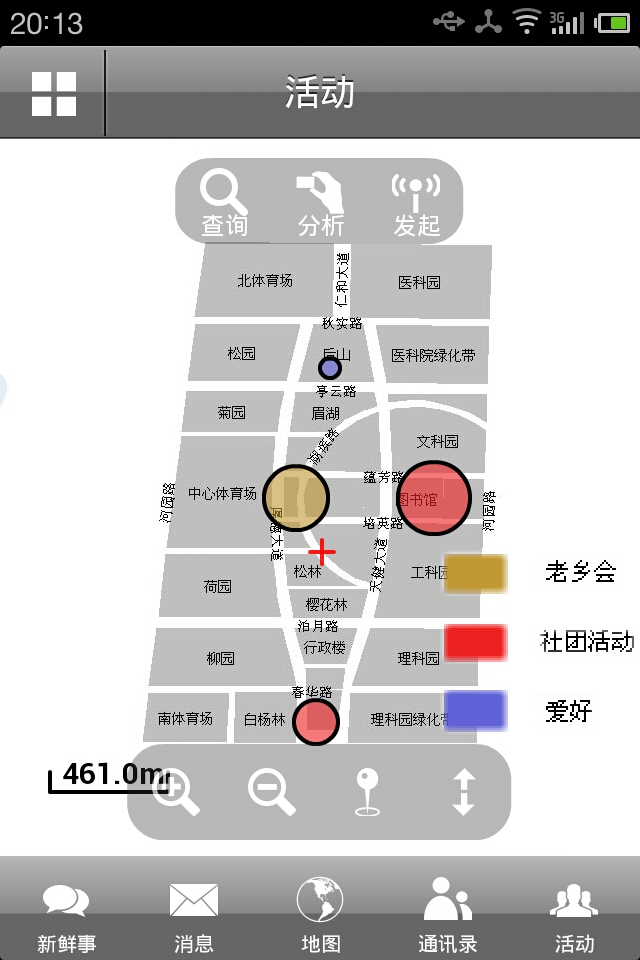 20:13
3G
活动
查询 分析 发起
北体育场
仁和大道
医科园
秋实路
松园
后山
医科院绿化带
亭云路
菊园
眉湖
湖滨路
文科园
蕴芳路
中心体育场
图书馆
河园路
河园路
培英路
天健大道
松林
荷园
工科园
老乡会
樱花林
泊月路
行政楼
社团活动
柳园
理科园
春华路
南体育场
白杨林
理科园绿化带
爱好
461.0m
新鲜事 消息 地图 通讯录 活动